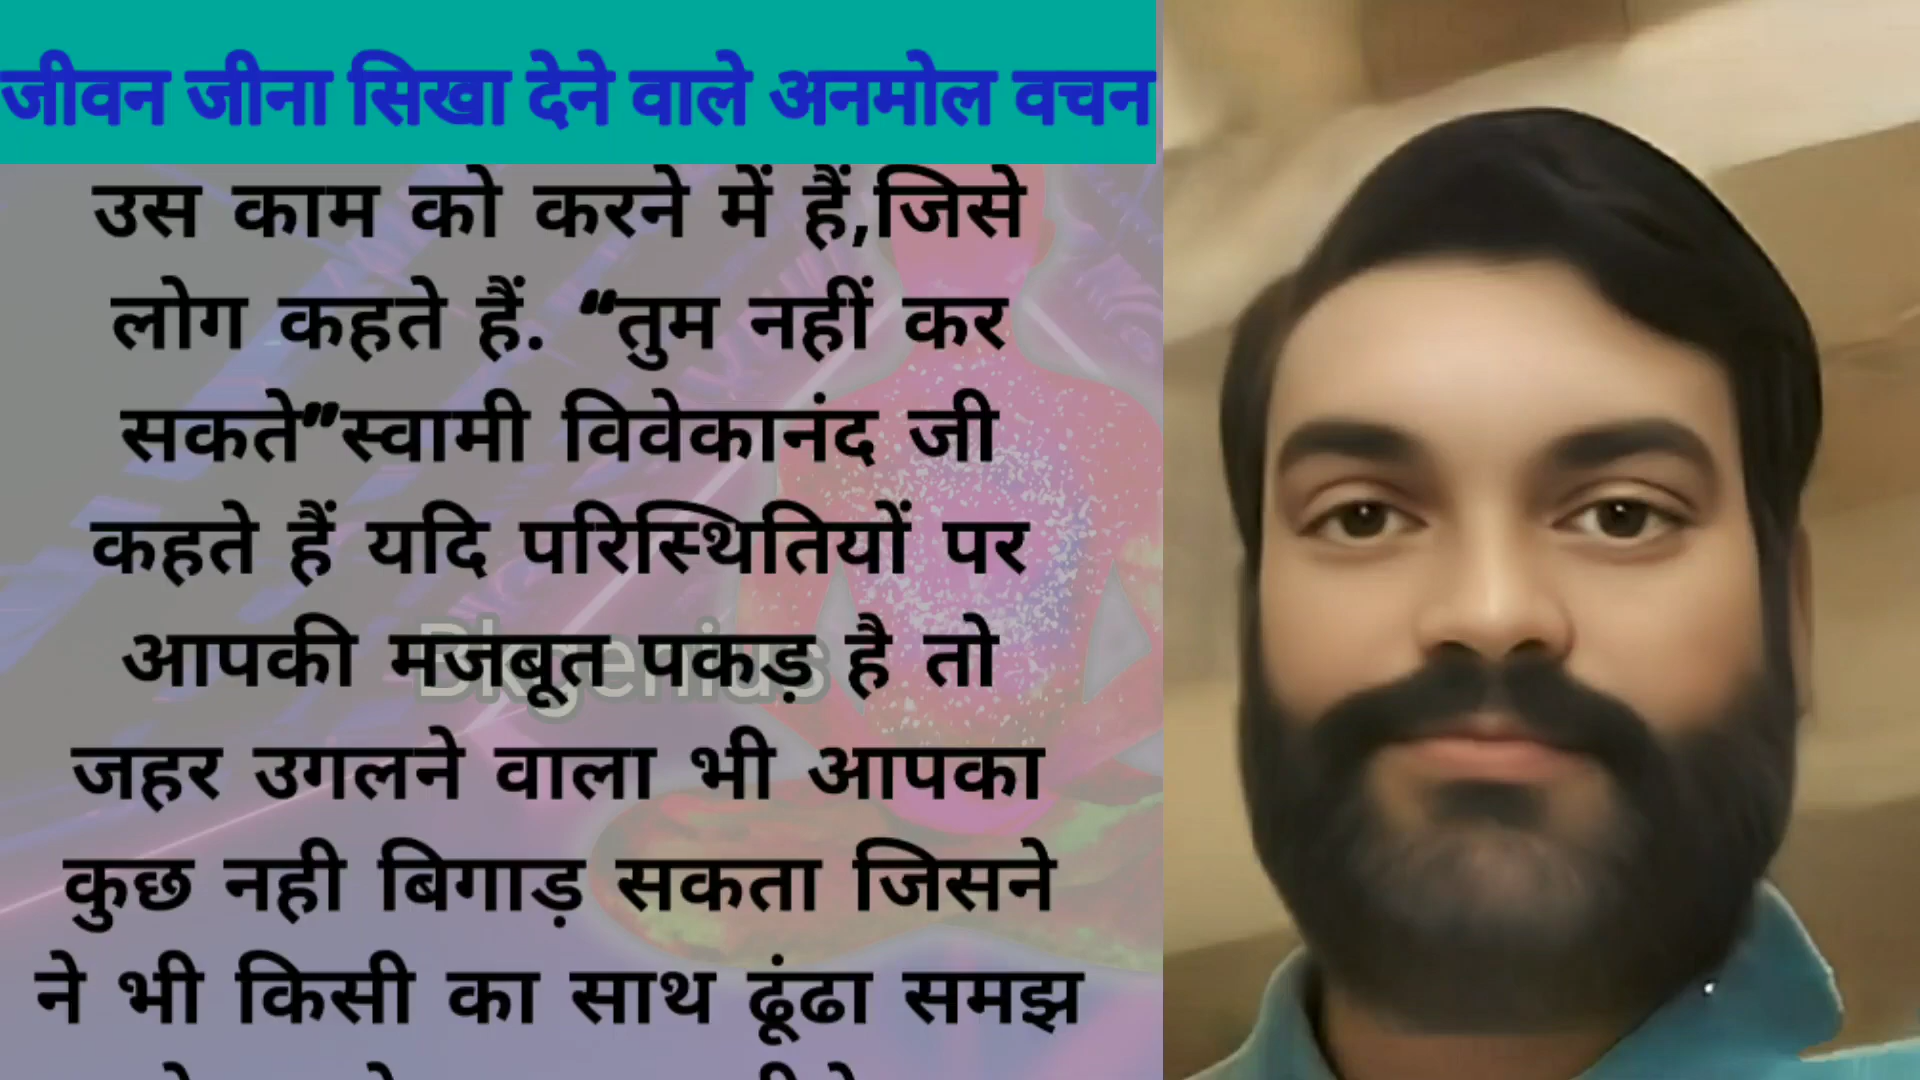 जीवन जीना सिखा देने वाले अनमोल वचन
उस काम को करने में हैं,जिसे
लोग कहते हैं. “तुम नहीं कर
सकते”स्वामी विवेकानंद जी
कहते हैं यदि परिस्थितियों पर
आपकी मजबूत पकड़ है तो
Bkgenius
जहर उगलने वाला भी आपका
कुछ नही बिगाड़ सकता जिसने
ने भी किसी का साथ ढूंढा समझ